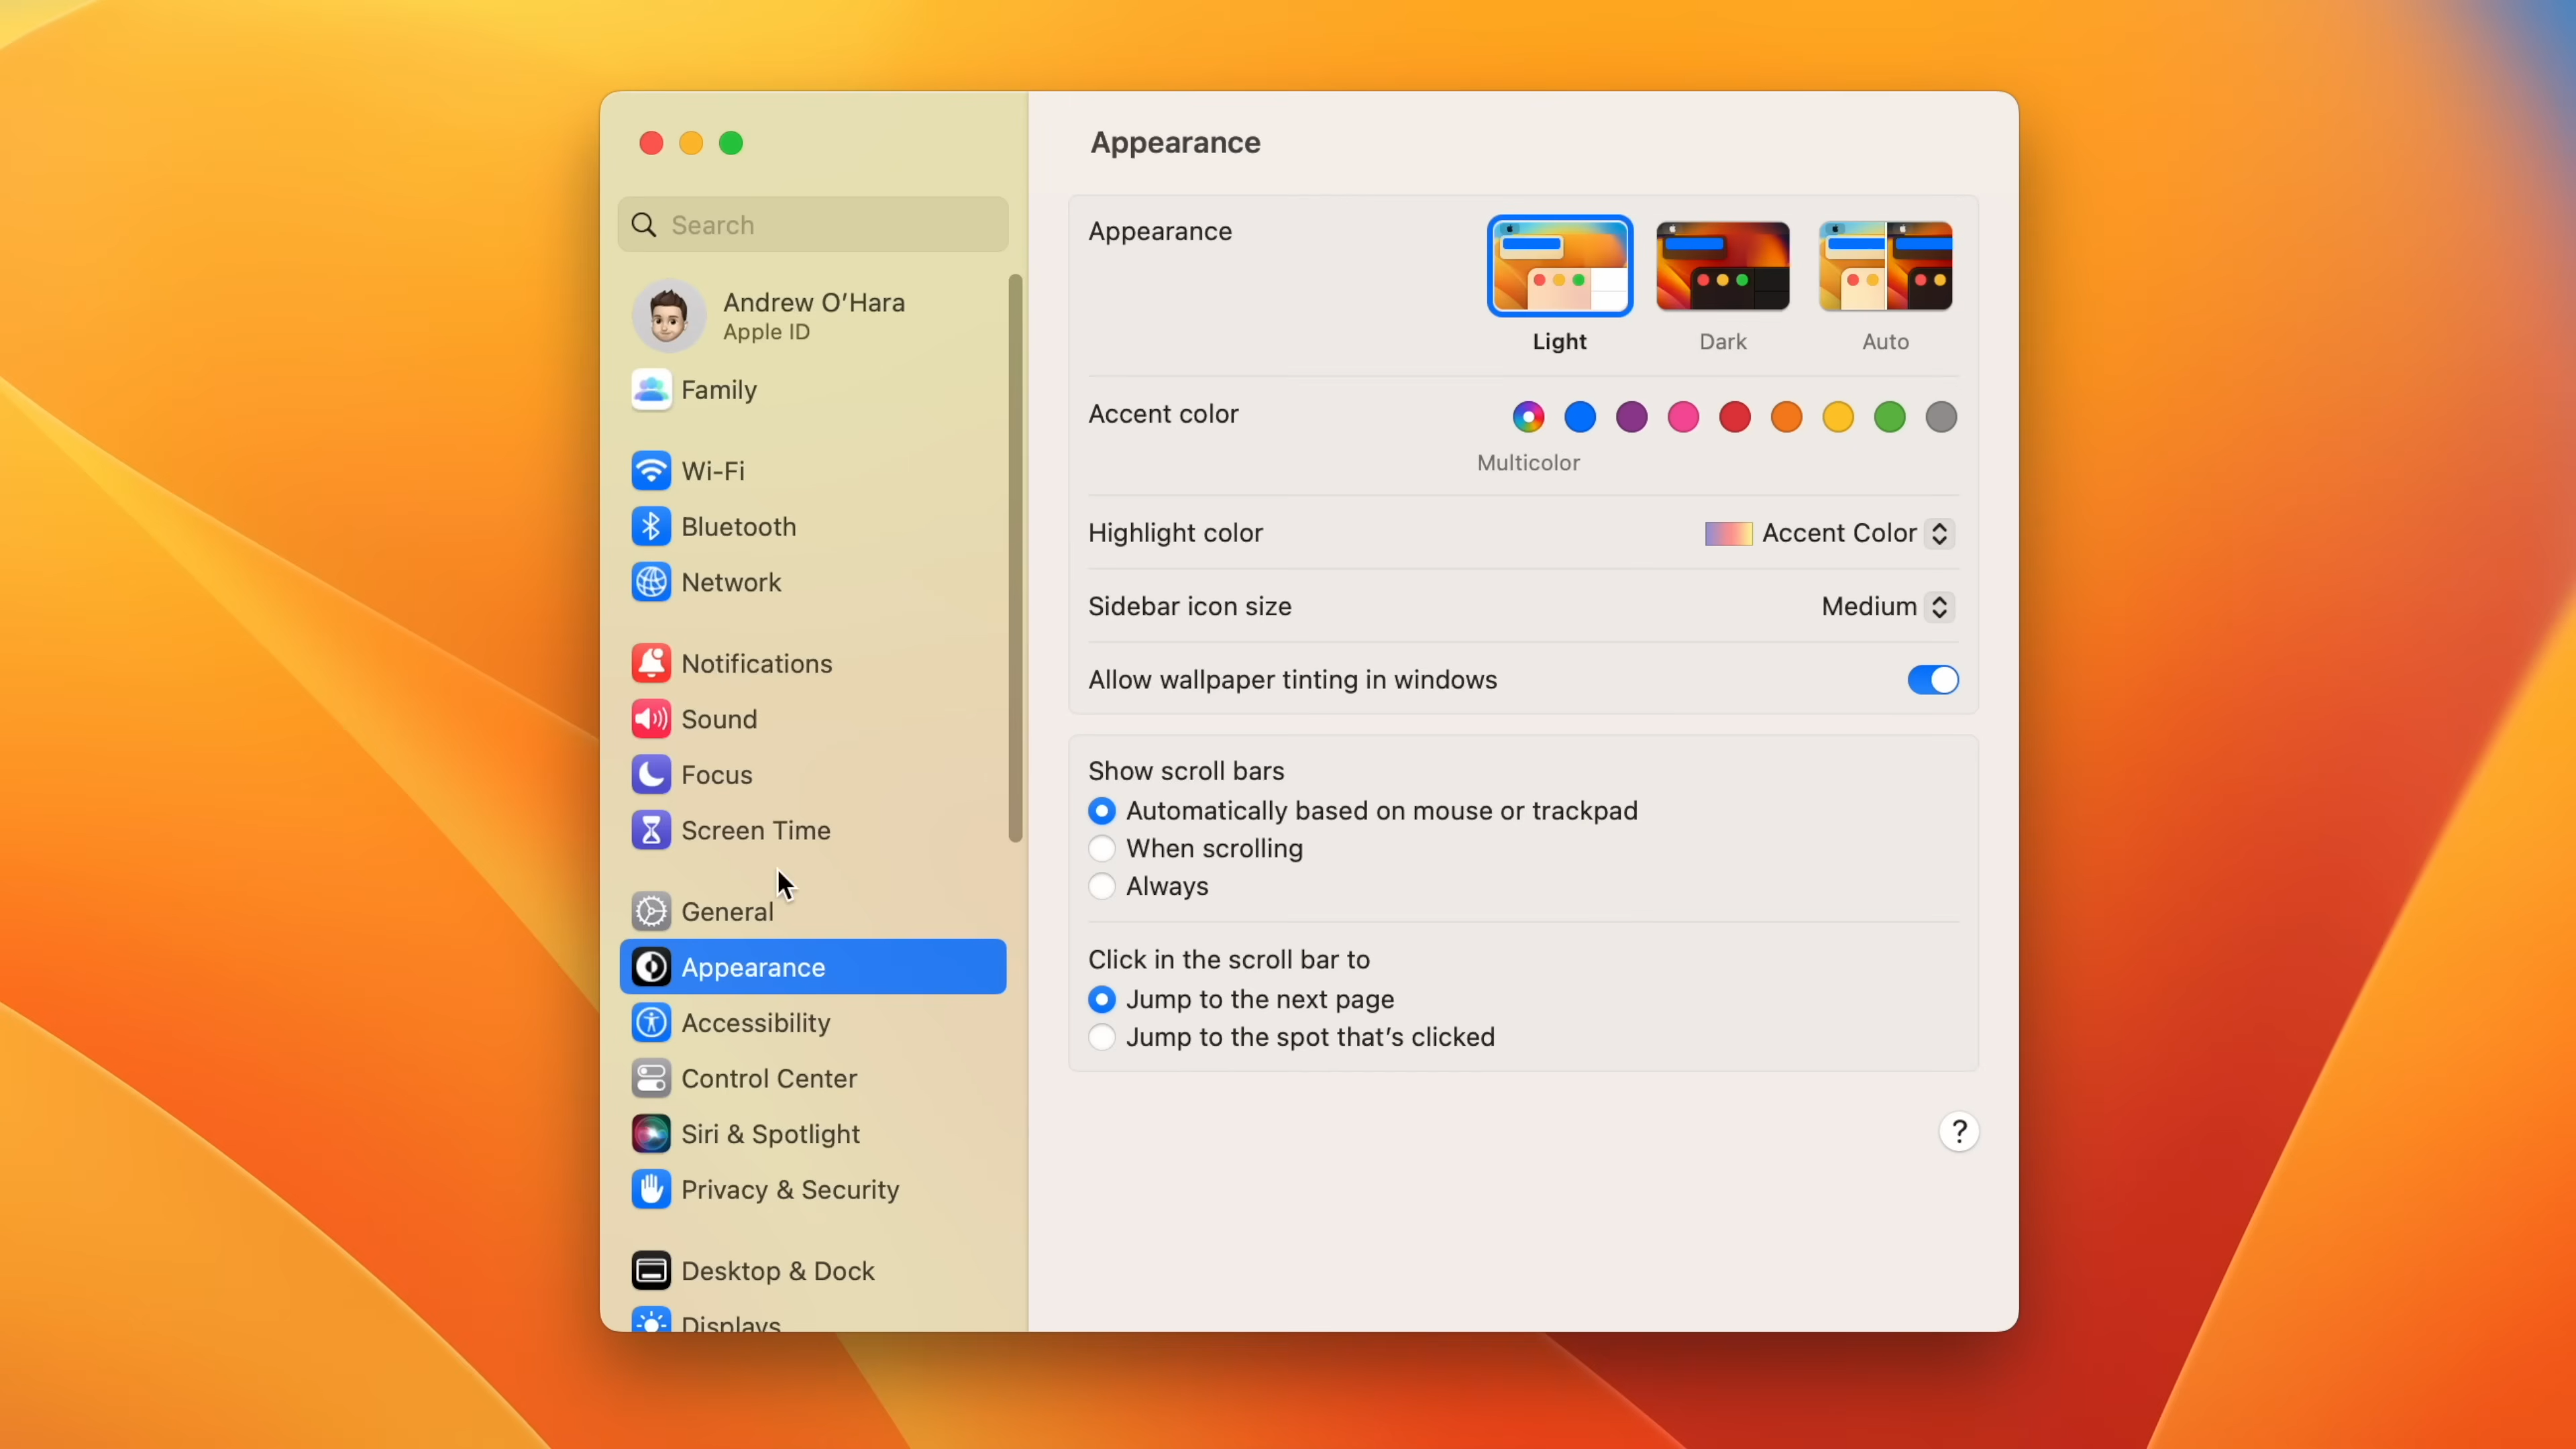 Search
Andrew O’Hara
Apple ID
Family
Wi-Fi
Bluetooth
Network
Notifications
Sound
Focus
Screen Time
General
Appearance
Accessibility
Control Center
Siri & Spotlight
Privacy & Security
Desktop & Dock
Displays
Appearance
Appearance
Light Dark Auto
Accent color
Multicolor
Highlight color Accent Color
Sidebar icon size Medium
Allow wallpaper tinting in windows
Show scroll bars
Automatically based on mouse or trackpad
When scrolling
Always
Click in the scroll bar to
Jump to the next page
Jump to the spot that’s clicked
?